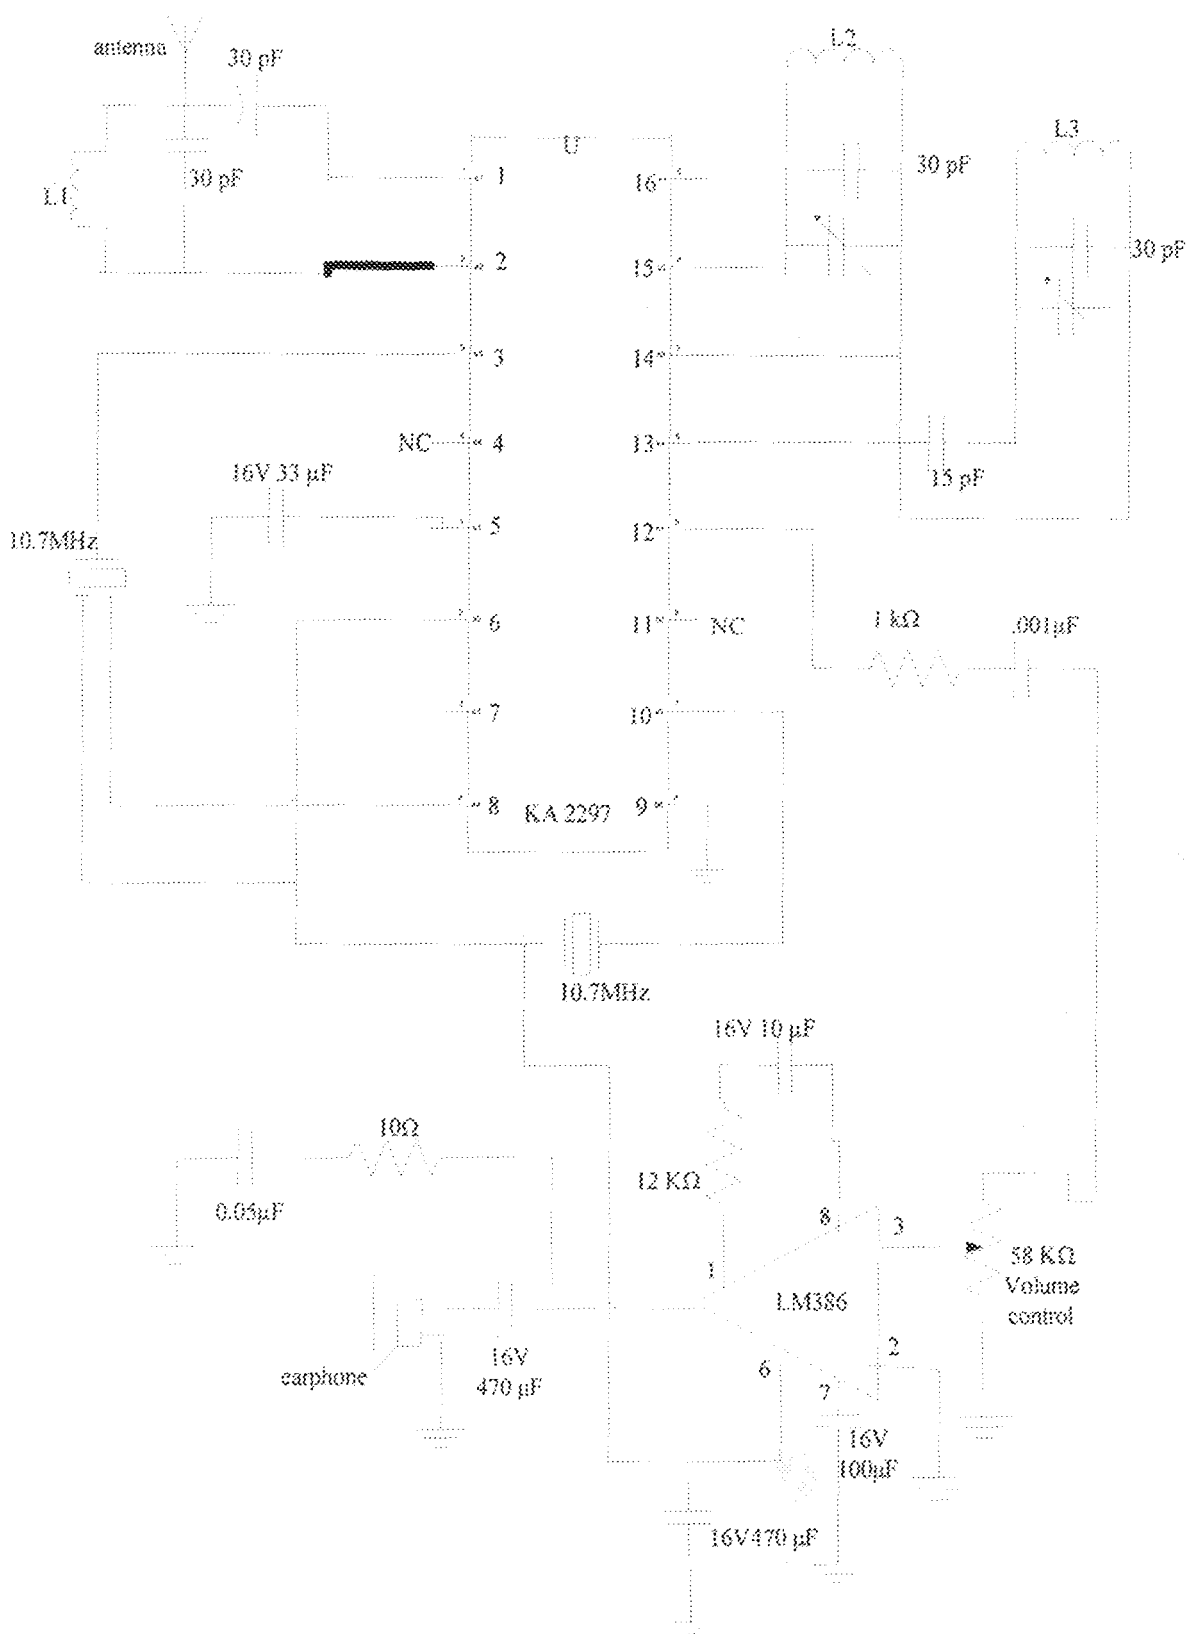 antenna
30 pF
L2
L3
U
L1
30 pF
1
16
30 pF
2
15
30 pF
3
14
NC
4
13
16V 33 µF
15 pF
5
12
10.7MHz
6
11
NC
1 kΩ
.001µF
7
10
8
KA 2297
9
10.7MHz
16V 10 µF
10Ω
12 KΩ
0.05µF
8
3
1
58 KΩ
Volume
control
LM386
2
6
7
earphone
16V
470 µF
16V
100µF
16V470 µF